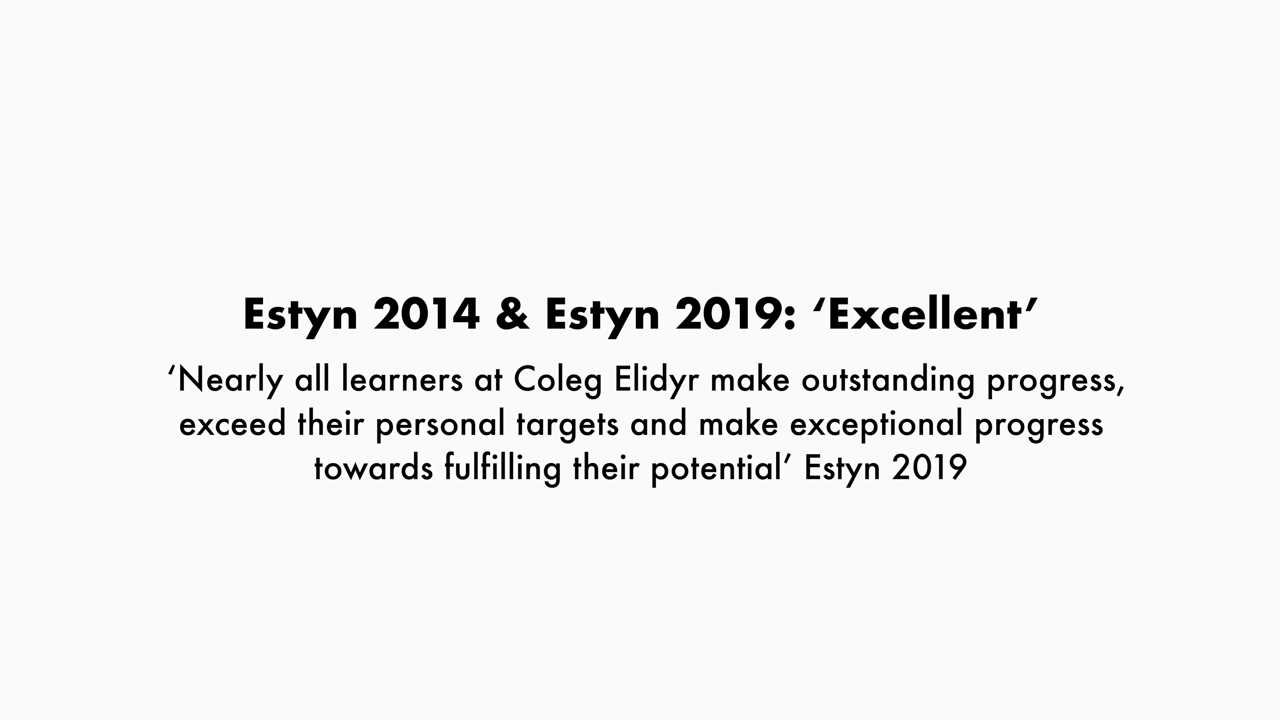 Estyn 2014 & Estyn 2019: ‘Excellent’
‘Nearly all learners at Coleg Elidyr make outstanding progress,
exceed their personal targets and make exceptional progress
towards fulfilling their potential’ Estyn 2019